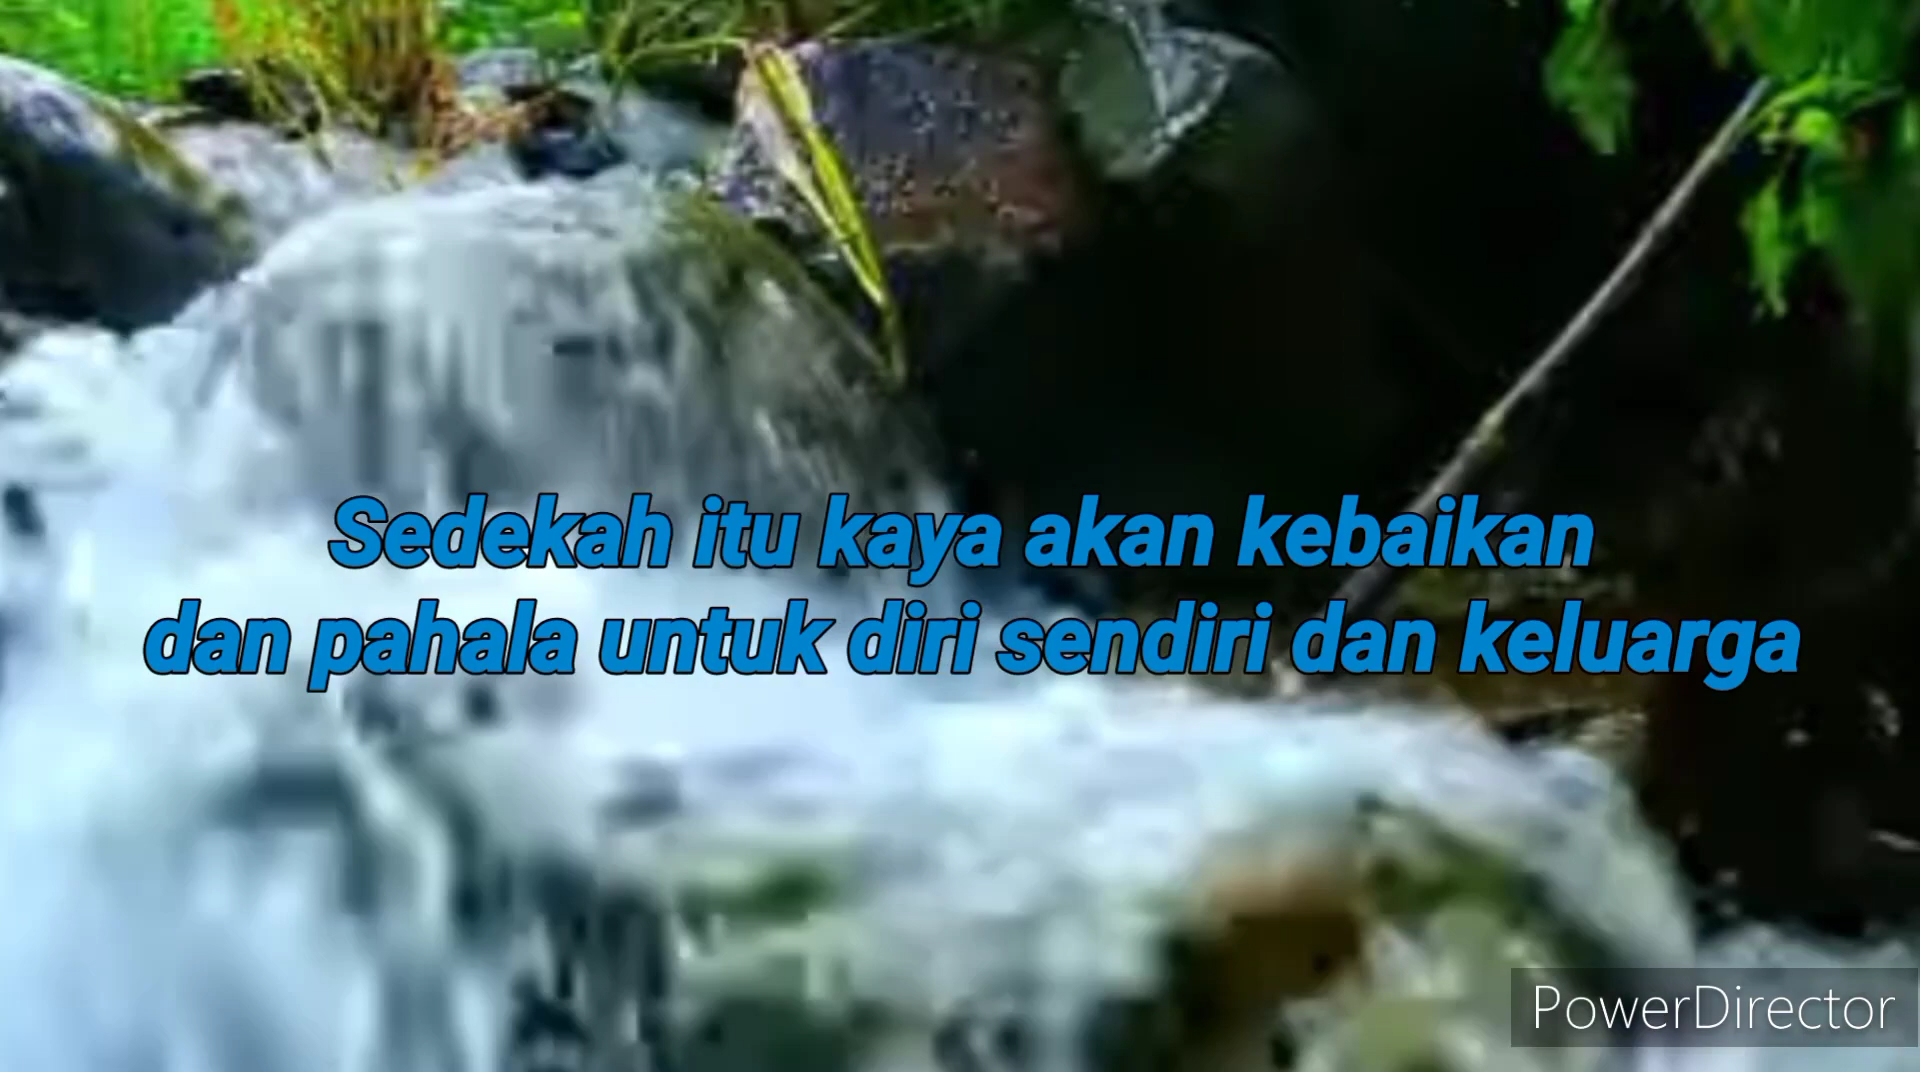 Sedekah itu kaya akan kebaikan
dan pahala untuk diri sendiri dan keluarga
PowerDirector